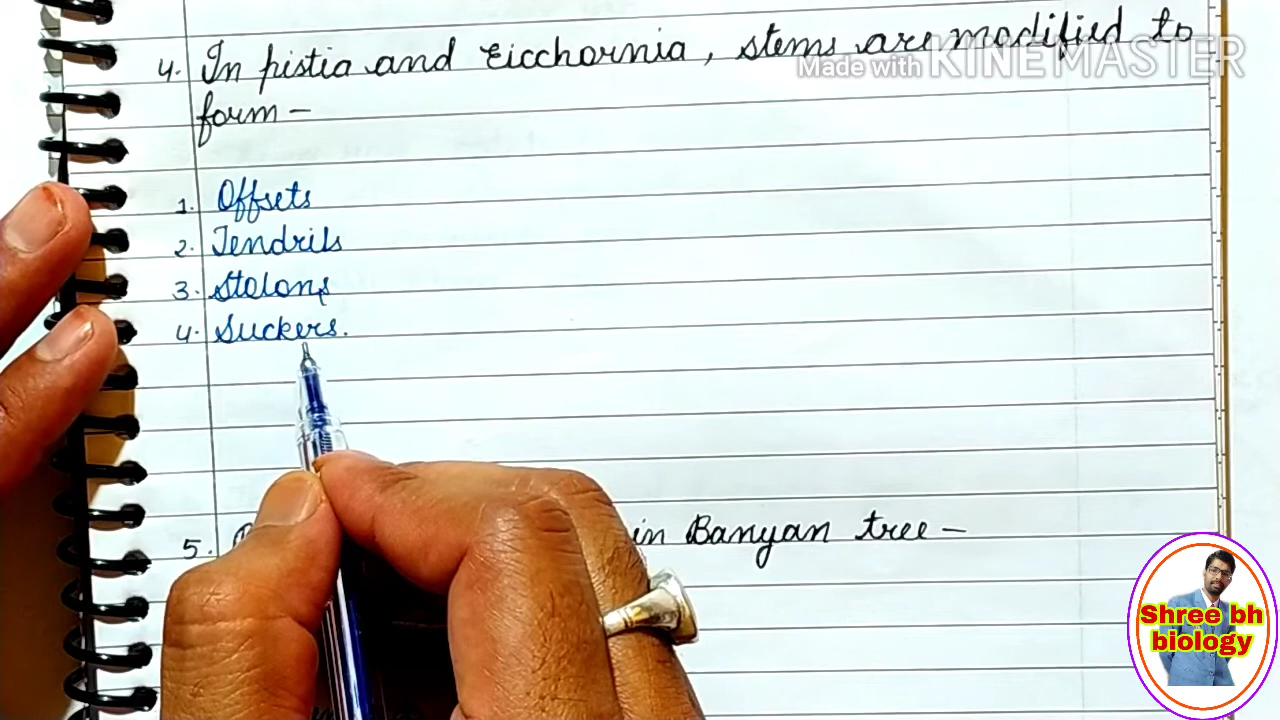 4. In pistia and Eicchornia, stems are modified to
Made with KINEMASTER
form -
1. Offsets
2. Tendrils
3. Stolons
4. Suckers.
5. in Banyan tree -
Shree bh
biology